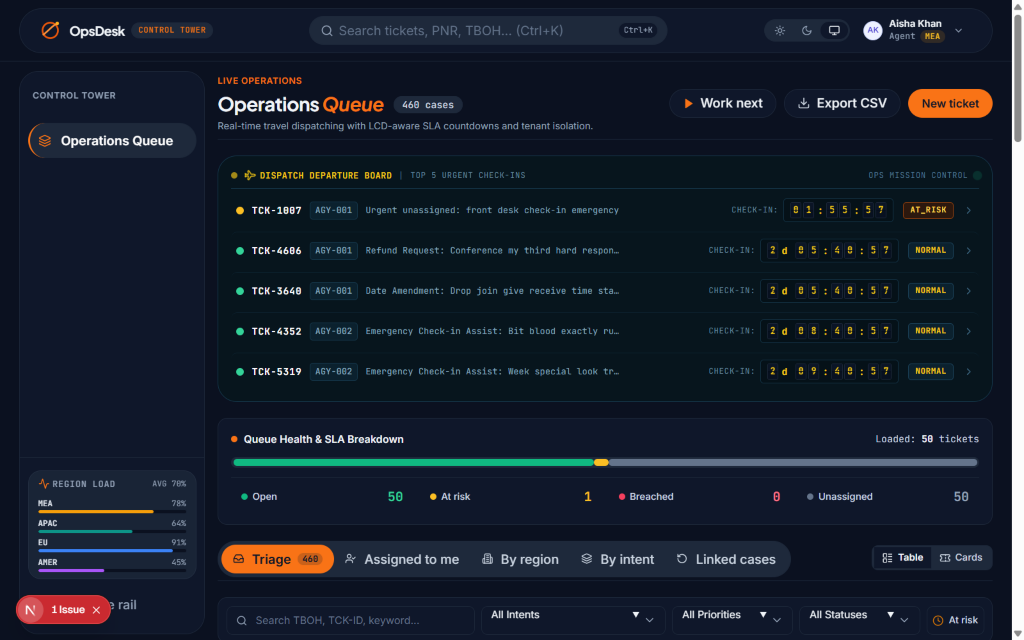 OpsDesk CONTROL TOWER
Search tickets, PNR, TBOH... (Ctrl+K) Ctrl+K
AK Aisha Khan
Agent MEA
CONTROL TOWER
Operations Queue
LIVE OPERATIONS
Operations Queue 460 cases
Real-time travel dispatching with LCD-aware SLA countdowns and tenant isolation.
Work next
Export CSV
New ticket
DISPATCH DEPARTURE BOARD | TOP 5 URGENT CHECK-INS OPS MISSION CONTROL
TCK-1007 AGY-001 Urgent unassigned: front desk check-in emergency CHECK-IN: 01:55:57 AT_RISK
TCK-4606 AGY-001 Refund Request: Conference my third hard respon… CHECK-IN: 2d 05:40:57 NORMAL
TCK-3640 AGY-001 Date Amendment: Drop join give receive time sta… CHECK-IN: 2d 05:40:57 NORMAL
TCK-4352 AGY-002 Emergency Check-in Assist: Bit blood exactly ru… CHECK-IN: 2d 08:40:57 NORMAL
TCK-5319 AGY-002 Emergency Check-in Assist: Week special look tr… CHECK-IN: 2d 09:40:57 NORMAL
Queue Health & SLA Breakdown Loaded: 50 tickets
Open 50 At risk 1 Breached 0 Unassigned 50
REGION LOAD AVG 70%
MEA 78%
APAC 64%
EU 91%
AMER 45%
N 1 Issue
rail
Triage 460 Assigned to me By region By intent Linked cases
Table Cards
Search TBOH, TCK-ID, keyword... All Intents ▼ All Priorities ▼ All Statuses ▼ At risk